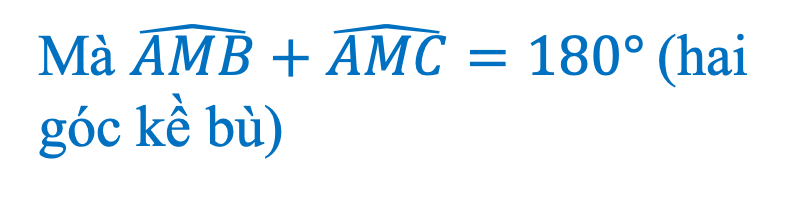 Mà $\widehat{AMB} + \widehat{AMC} = 180°$ (hai
góc kề bù)